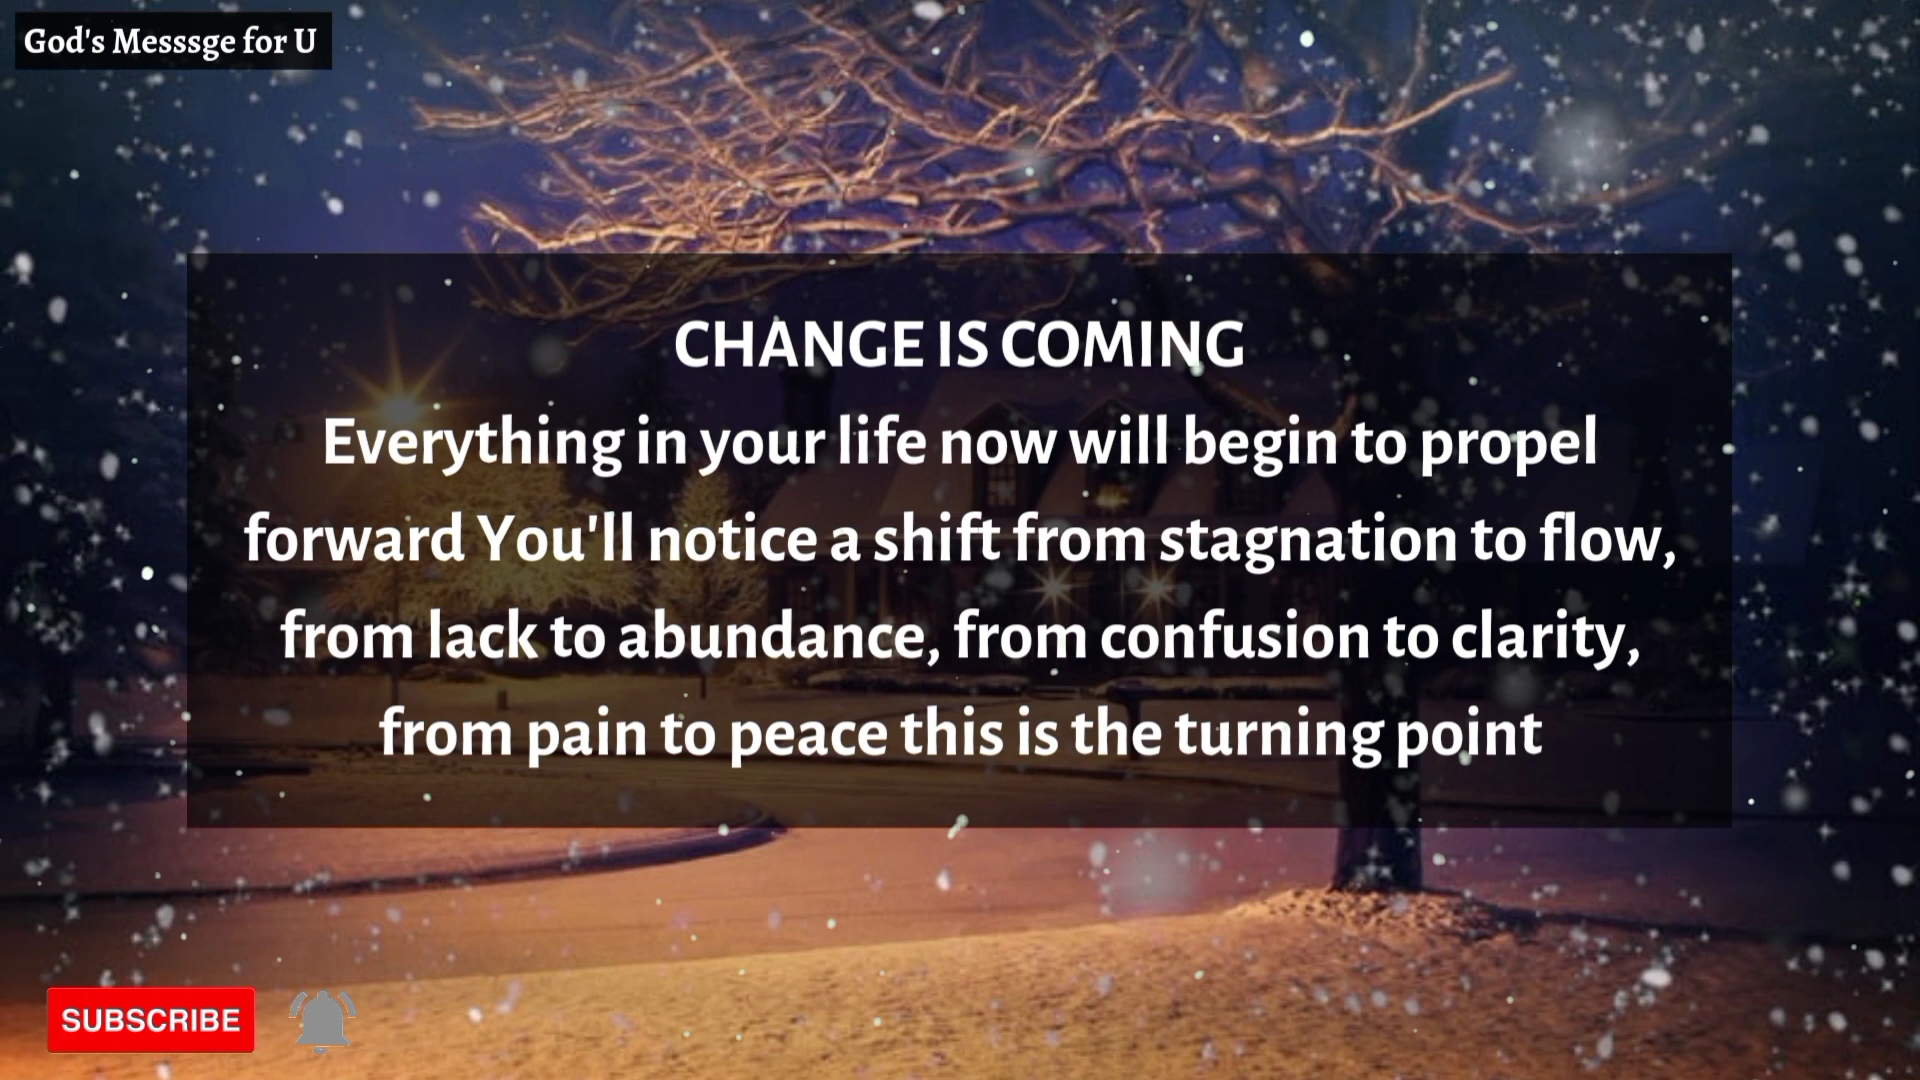 God's Messsge for U
CHANGE IS COMING
Everything in your life now will begin to propel
forward You'll notice a shift from stagnation to flow,
from lack to abundance, from confusion to clarity,
from pain to peace this is the turning point
SUBSCRIBE